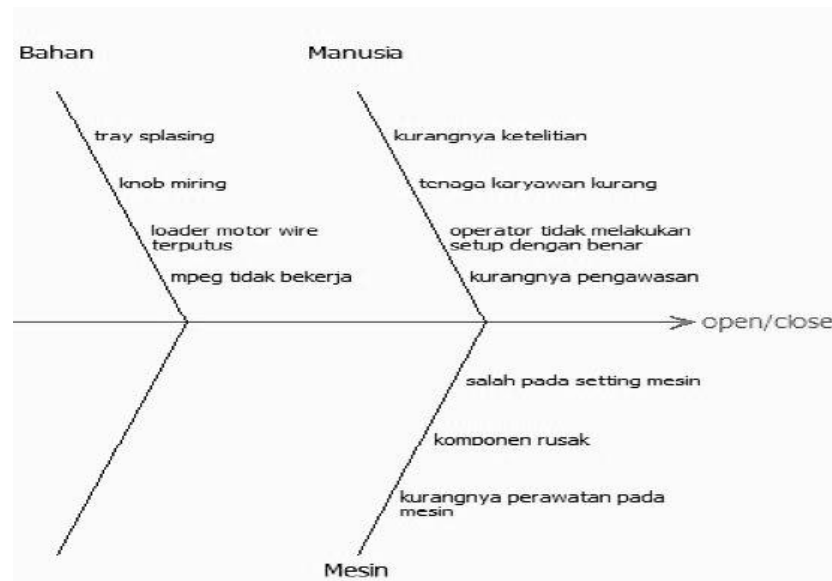 Bahan
Manusia
tray splasing
knob miring
loader motor wire
terputus
mpeg tidak bekerja
kurangnya ketelitian
tenaga karyawan kurang
operator tidak melakukan
setup dengan benar
kurangnya pengawasan
open/close
salah pada setting mesin
komponen rusak
kurangnya perawatan pada
mesin
Mesin